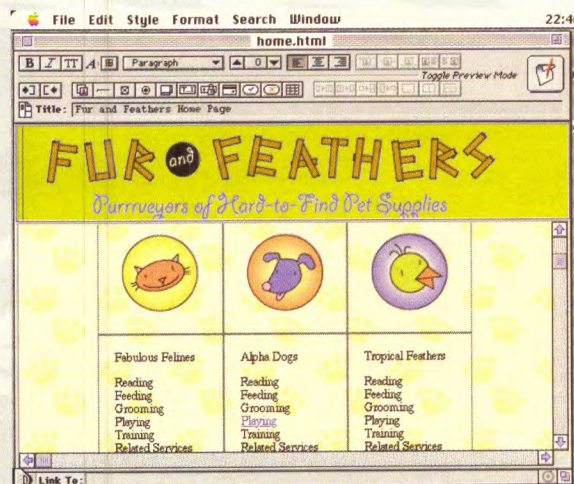 File Edit Style Format Search Window 22:4
home.html
B I TT A Paragraph 0
Toggle Preview Mode
Title: Fur and Feathers Home Page
FUR and FEATHERS
Purrrveyors of Hard-to-Find Pet Supplies
Fabulous Felines Alpha Dogs Tropical Feathers
Reading Reading Reading
Feeding Feeding Feeding
Grooming Grooming Grooming
Playing Playing Playing
Training Training Training
Related Services Related Services Related Services
Link To: